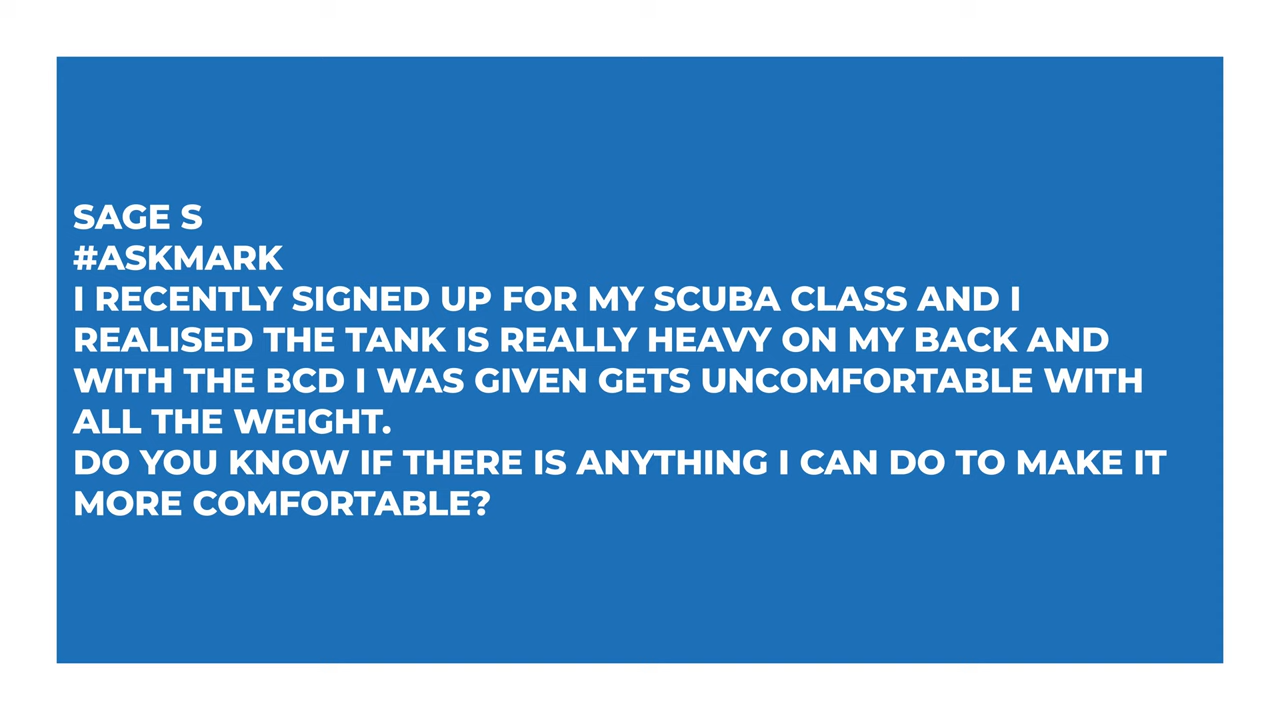 SAGE S
#ASKMARK
I RECENTLY SIGNED UP FOR MY SCUBA CLASS AND I
REALISED THE TANK IS REALLY HEAVY ON MY BACK AND
WITH THE BCD I WAS GIVEN GETS UNCOMFORTABLE WITH
ALL THE WEIGHT.
DO YOU KNOW IF THERE IS ANYTHING I CAN DO TO MAKE IT
MORE COMFORTABLE?